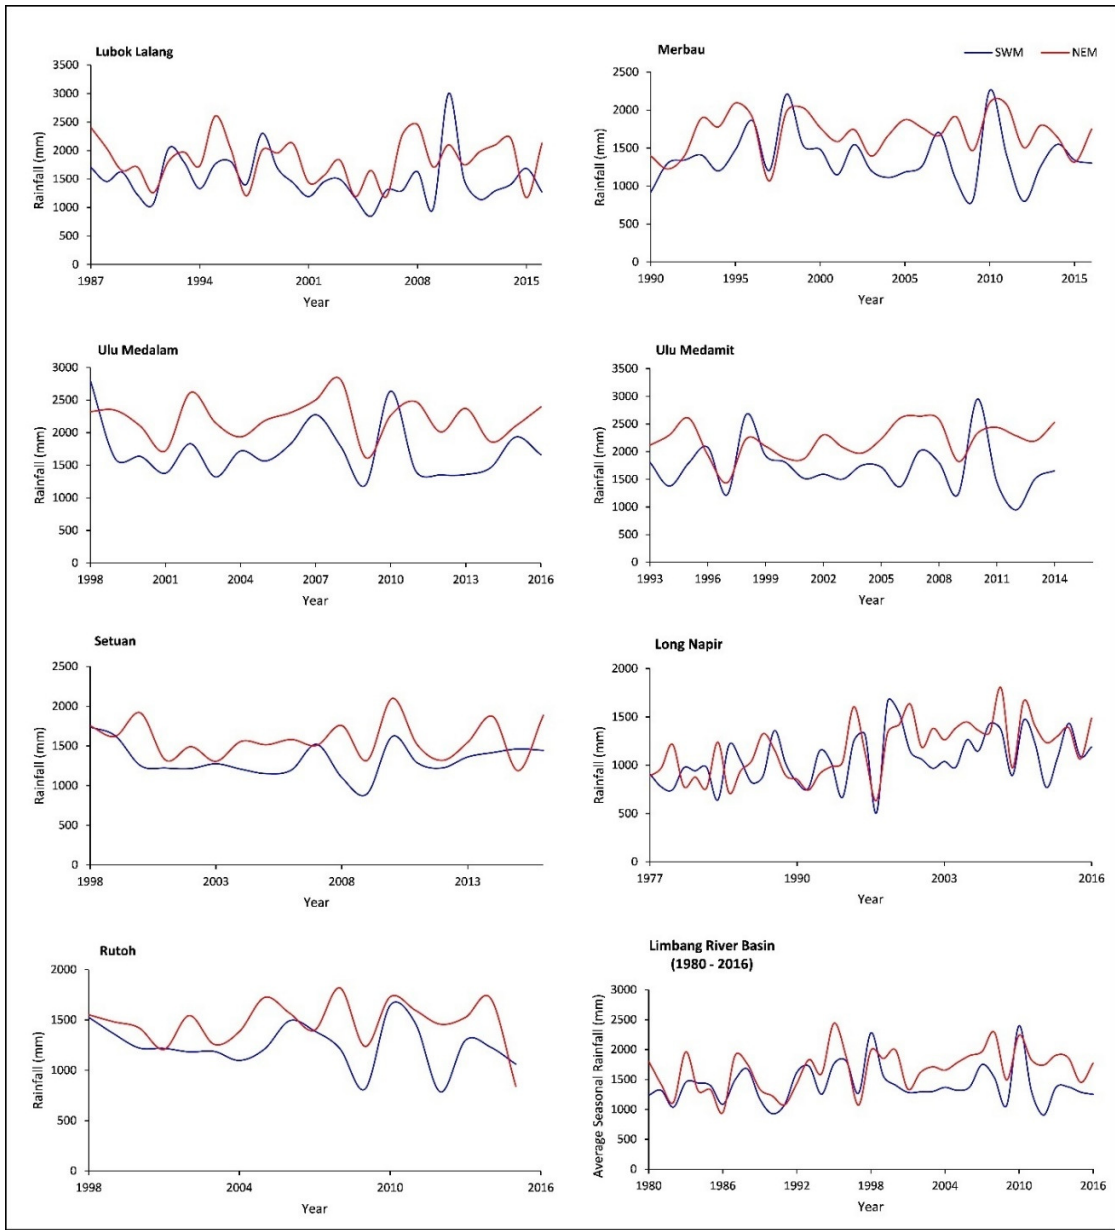 Lubok Lalang
Rainfall (mm)
3500
3000
2500
2000
1500
1000
500
0
1987 1994 2001 2008 2015
Year
Merbau
SWM NEM
Rainfall (mm)
2500
2000
1500
1000
500
0
1990 1995 2000 2005 2010 2015
Year
Ulu Medalam
Rainfall (mm)
3000
2500
2000
1500
1000
500
0
1998 2001 2004 2007 2010 2013 2016
Year
Ulu Medamit
Rainfall (mm)
3500
3000
2500
2000
1500
1000
500
0
1993 1996 1999 2002 2005 2008 2011 2014
Year
Setuan
Rainfall (mm)
2500
2000
1500
1000
500
0
1998 2003 2008 2013
Year
Long Napir
Rainfall (mm)
2000
1500
1000
500
0
1977 1990 2003 2016
Year
Rutoh
Rainfall (mm)
2000
1500
1000
500
0
1998 2004 2010 2016
Year
Limbang River Basin
(1980 - 2016)
Average Seasonal Rainfall (mm)
3000
2500
2000
1500
1000
500
0
1980 1986 1992 1998 2004 2010 2016
Year